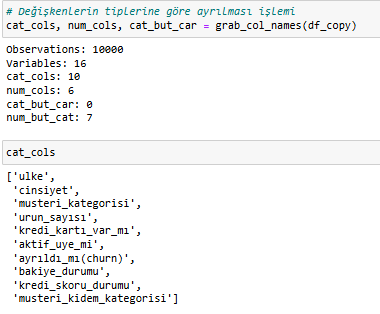 # Değişkenlerin tiplerine göre ayrılması işlemi
cat_cols, num_cols, cat_but_car = grab_col_names(df_copy)
Observations: 10000
Variables: 16
cat_cols: 10
num_cols: 6
cat_but_car: 0
num_but_cat: 7
cat_cols
['ulke',
'cinsiyet',
'musteri_kategorisi',
'urun_sayısı',
'kredi_kartı_var_mı',
'aktif_uye_mi',
'ayrıldı_mı(churn)',
'bakiye_durumu',
'kredi_skoru_durumu',
'musteri_kidem_kategorisi']